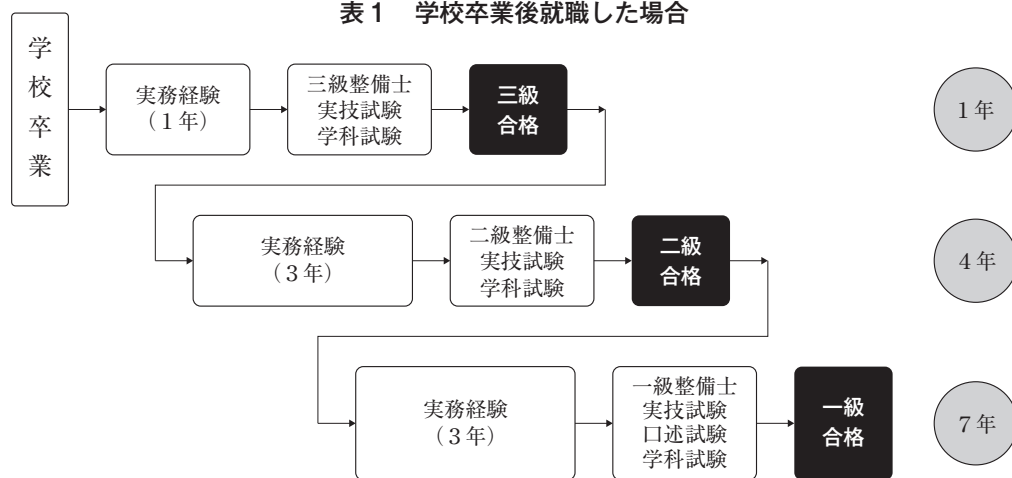 表1 学校卒業後就職した場合
学校卒業
実務経験
（1年）
三級整備士
実技試験
学科試験
三級
合格
1年
実務経験
（3年）
二級整備士
実技試験
学科試験
二級
合格
4年
実務経験
（3年）
一級整備士
実技試験
口述試験
学科試験
一級
合格
7年